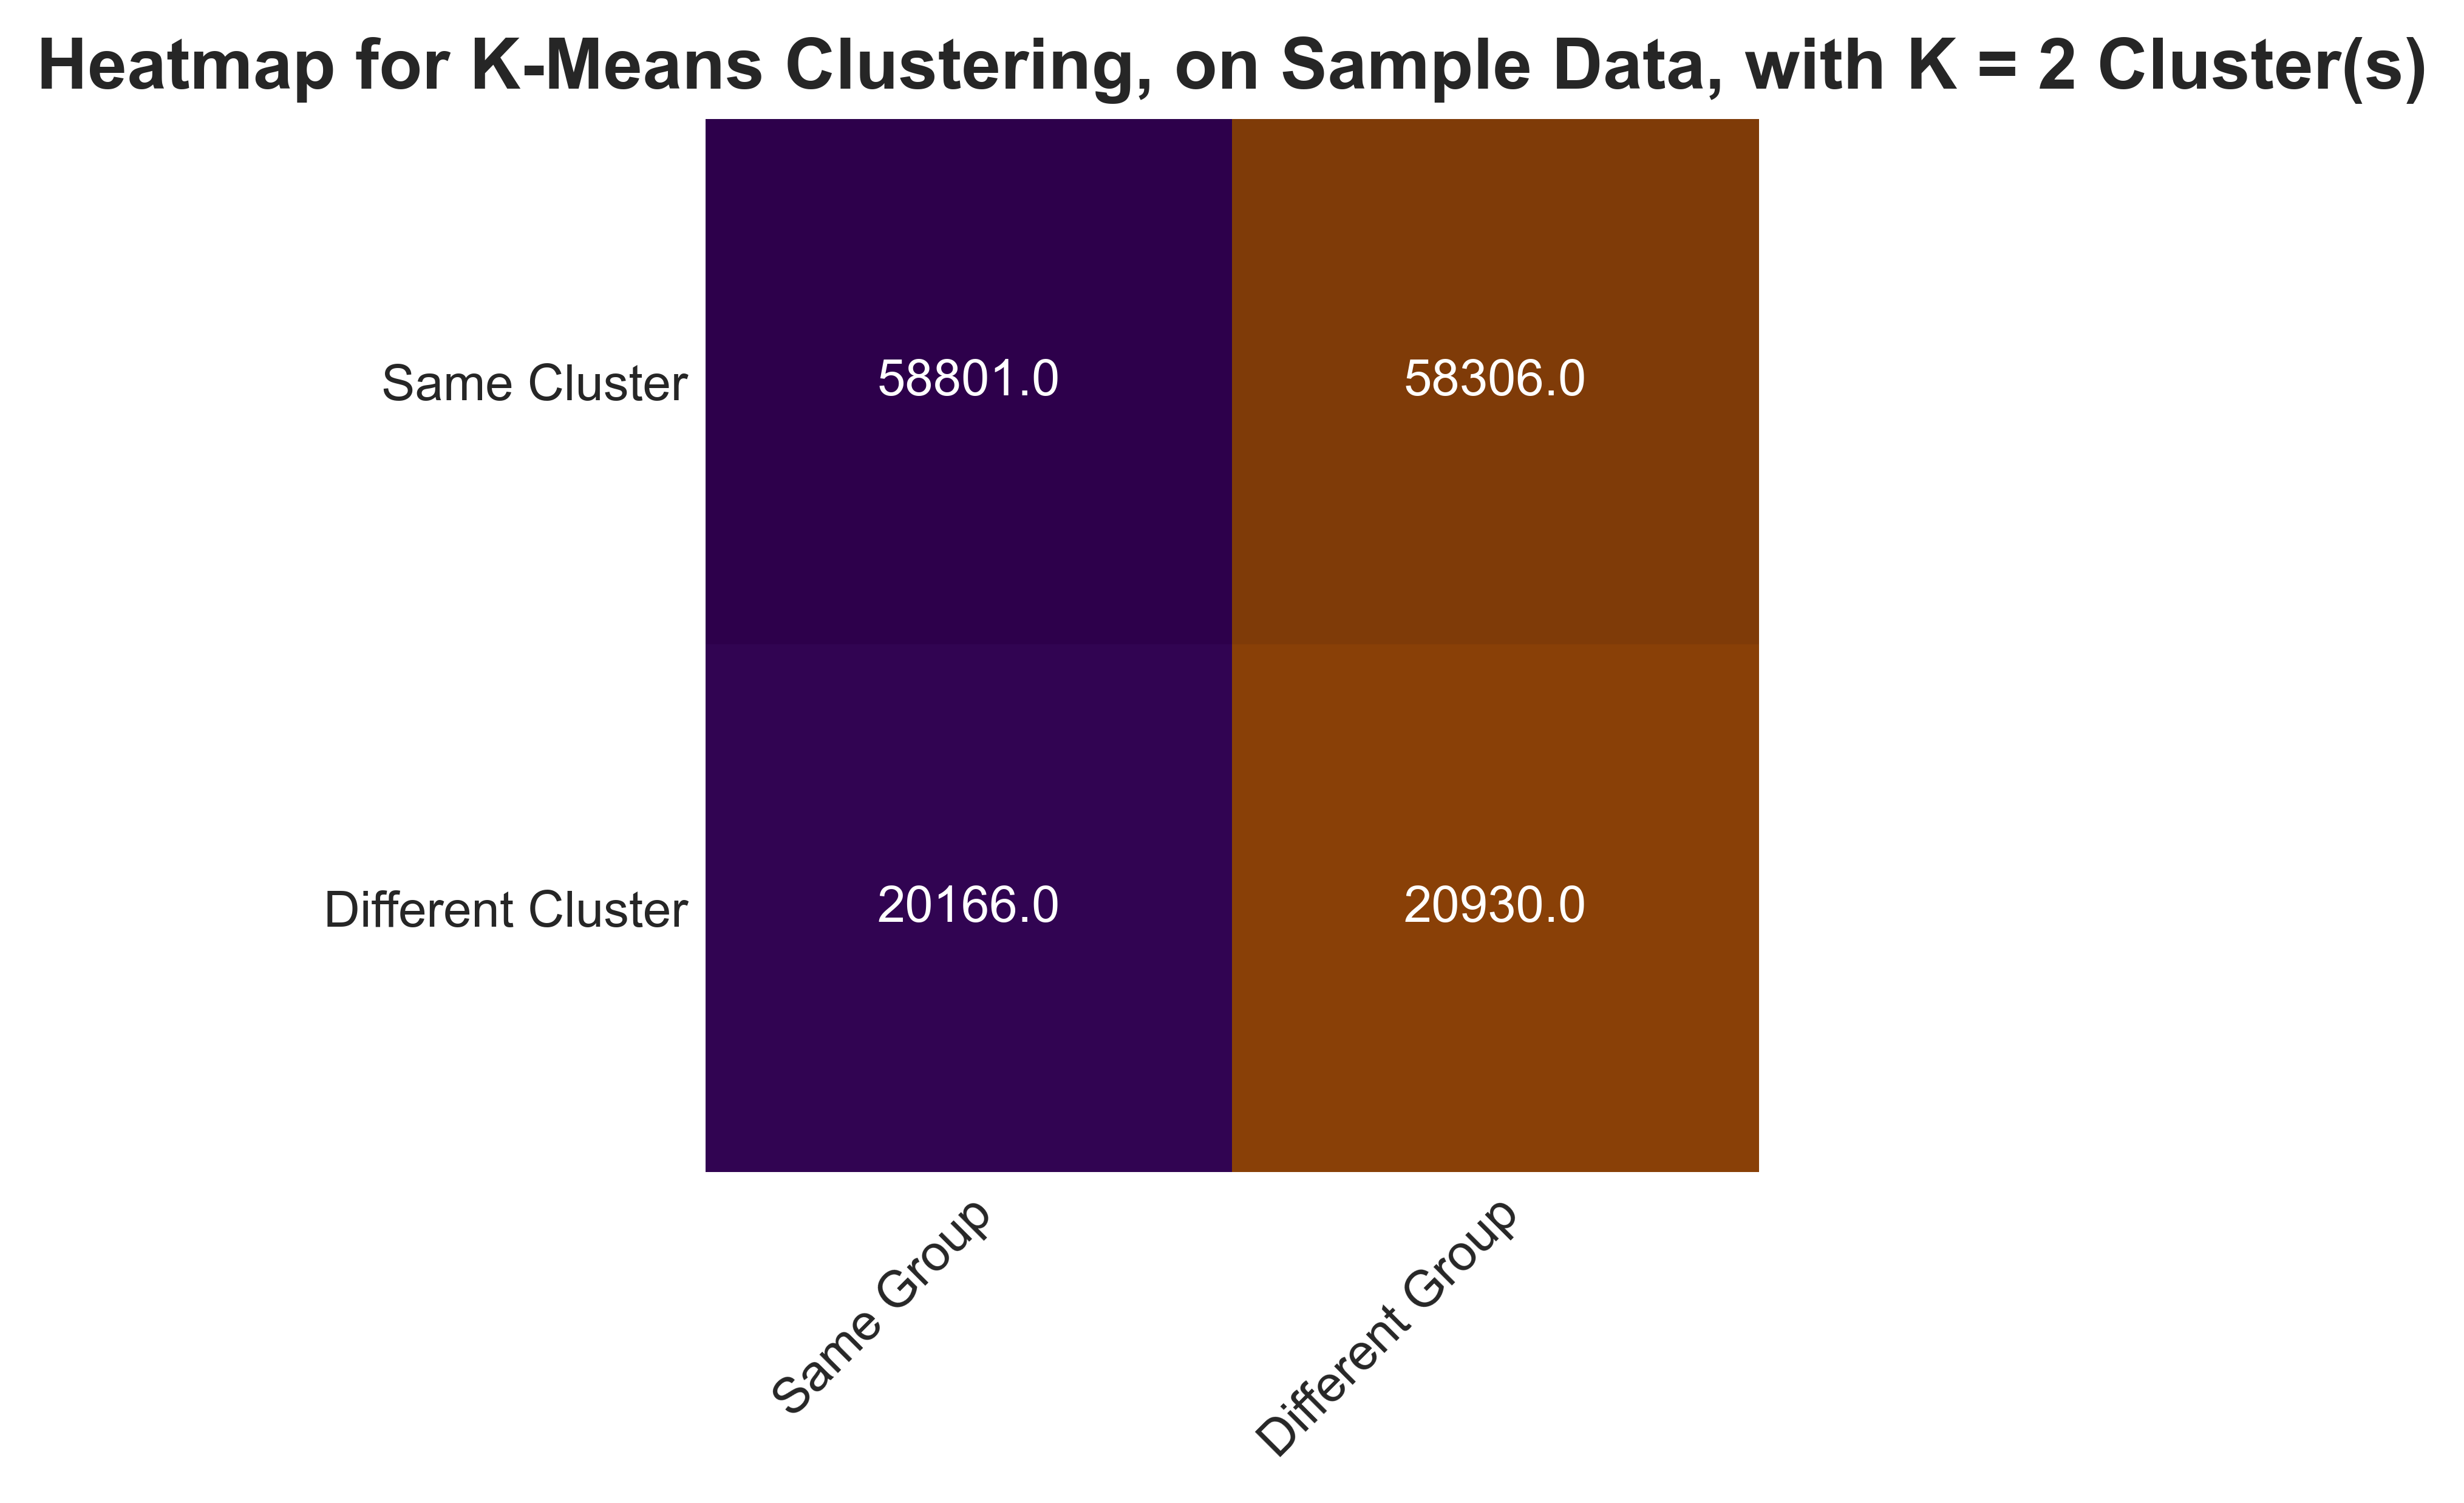 Heatmap for K-Means Clustering, on Sample Data, with K = 2 Cluster(s)
Same Cluster 58801.0 58306.0
Different Cluster 20166.0 20930.0
Same Group Different Group